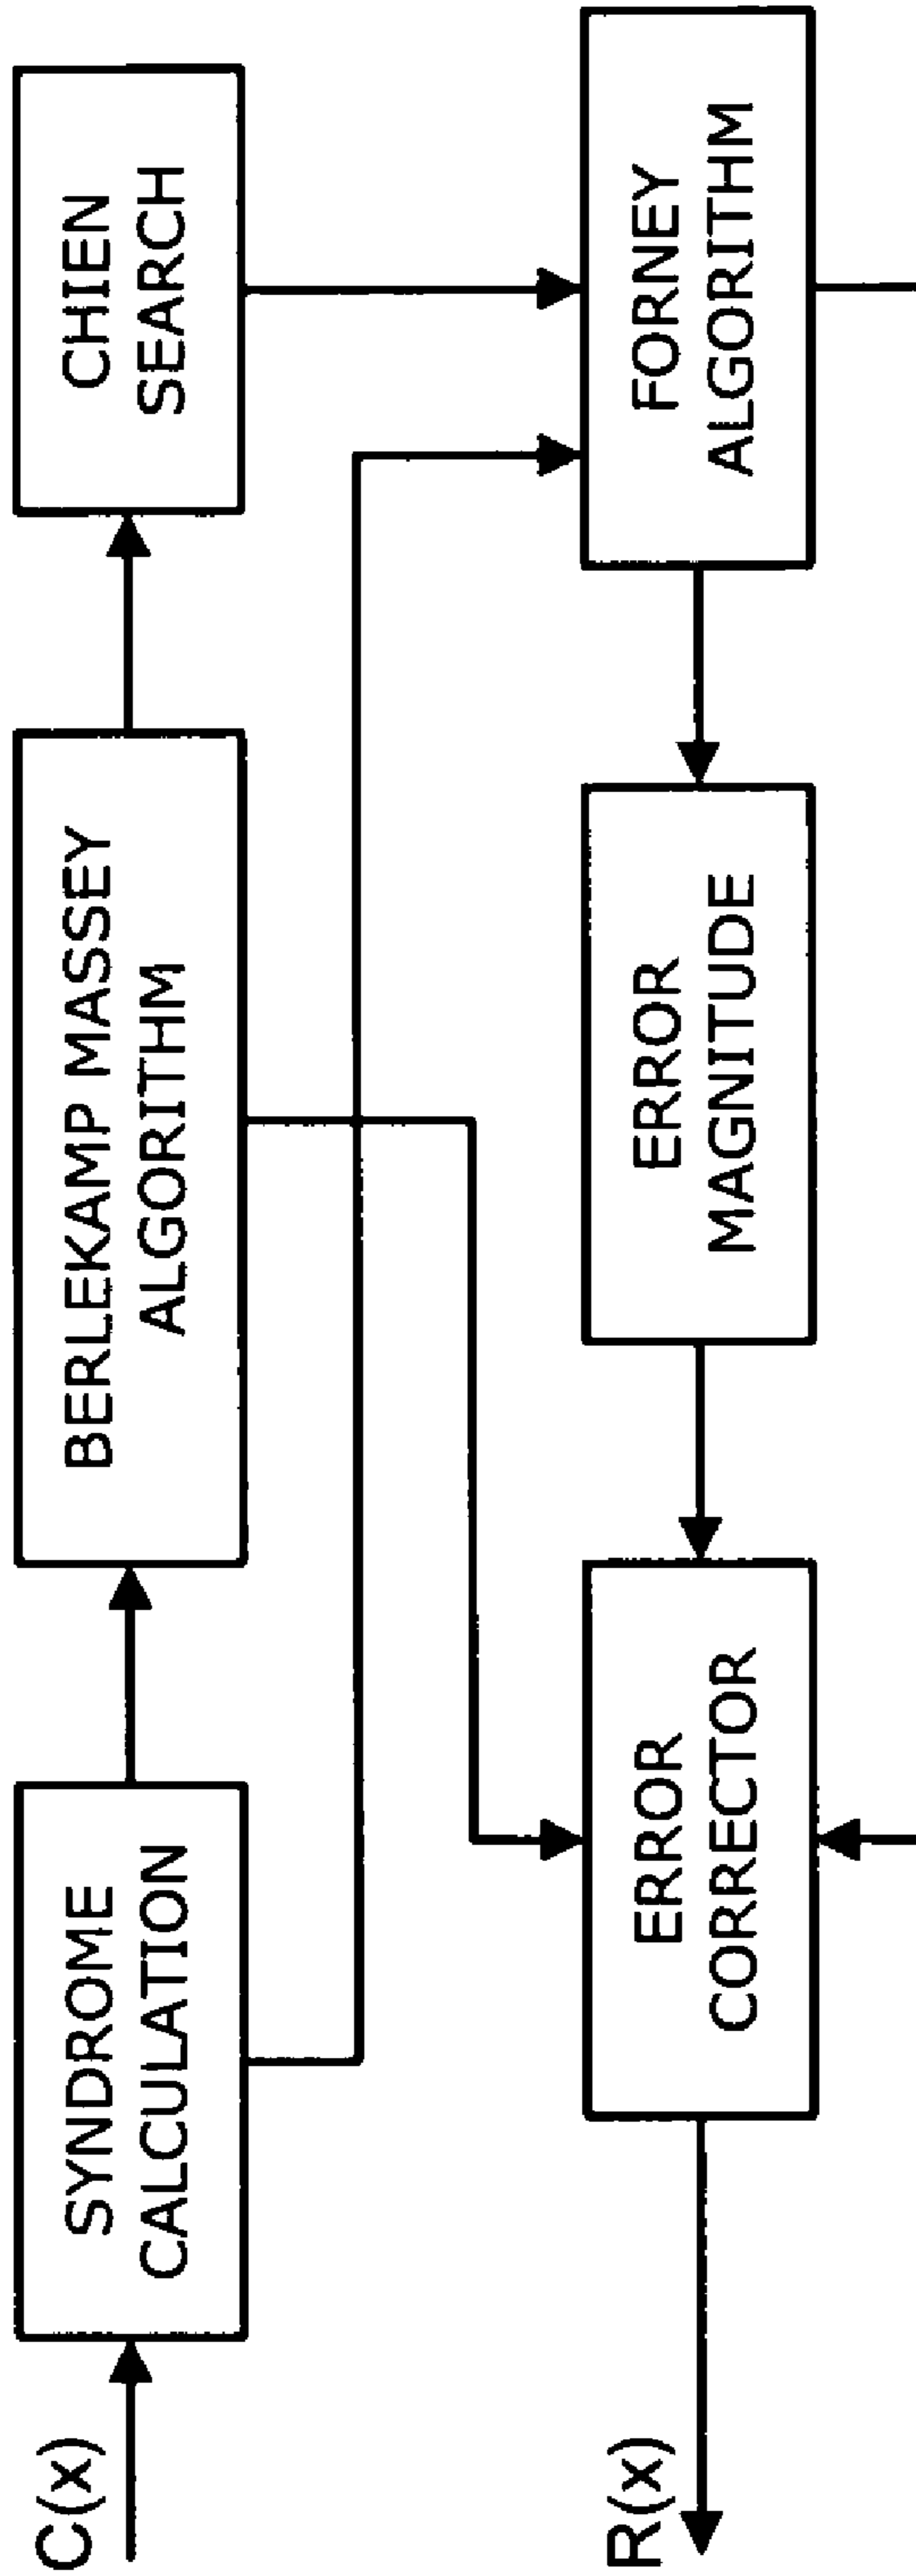 C(x)
SYNDROME
CALCULATION
BERLEKAMP MASSEY
ALGORITHM
CHIEN
SEARCH
R(x)
ERROR
CORRECTOR
ERROR
MAGNITUDE
FORNEY
ALGORITHM